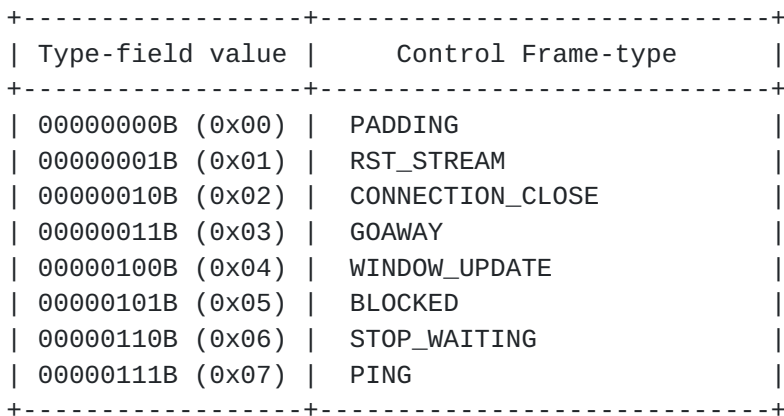 +------------------+-----------------------------+
| Type-field value |     Control Frame-type      |
+------------------+-----------------------------+
| 00000000B (0x00) |  PADDING                    |
| 00000001B (0x01) |  RST_STREAM                 |
| 00000010B (0x02) |  CONNECTION_CLOSE           |
| 00000011B (0x03) |  GOAWAY                     |
| 00000100B (0x04) |  WINDOW_UPDATE              |
| 00000101B (0x05) |  BLOCKED                    |
| 00000110B (0x06) |  STOP_WAITING               |
| 00000111B (0x07) |  PING                       |
+------------------+-----------------------------+